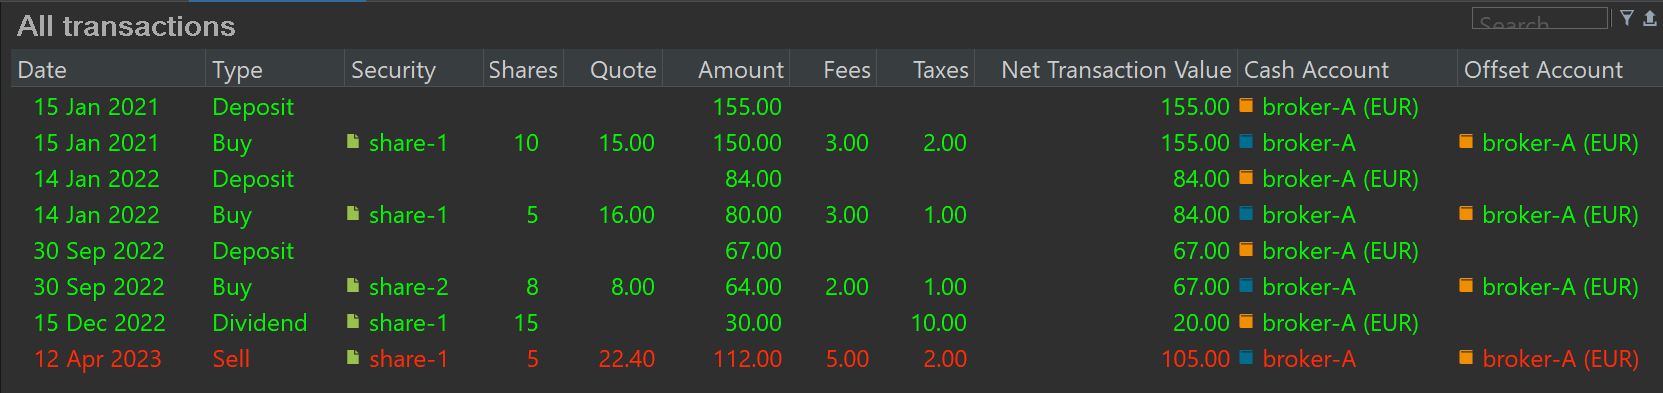 All transactions
Search
Date Type Security Shares Quote Amount Fees Taxes Net Transaction Value Cash Account Offset Account
15 Jan 2021 Deposit 155.00 155.00 broker-A (EUR)
15 Jan 2021 Buy share-1 10 15.00 150.00 3.00 2.00 155.00 broker-A broker-A (EUR)
14 Jan 2022 Deposit 84.00 84.00 broker-A (EUR)
14 Jan 2022 Buy share-1 5 16.00 80.00 3.00 1.00 84.00 broker-A broker-A (EUR)
30 Sep 2022 Deposit 67.00 67.00 broker-A (EUR)
30 Sep 2022 Buy share-2 8 8.00 64.00 2.00 1.00 67.00 broker-A broker-A (EUR)
15 Dec 2022 Dividend share-1 15 30.00 10.00 20.00 broker-A (EUR)
12 Apr 2023 Sell share-1 5 22.40 112.00 5.00 2.00 105.00 broker-A broker-A (EUR)